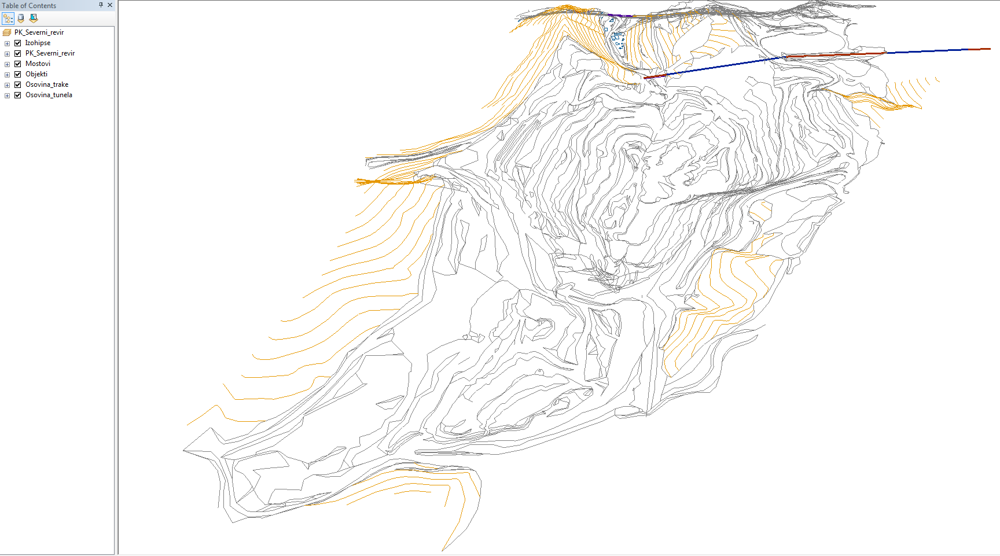 Table of Contents
PK_Severni_revir
Izohipse
PK_Severni_revir
Mostovi
Objekti
Osovina_trake
Osovina_tunela